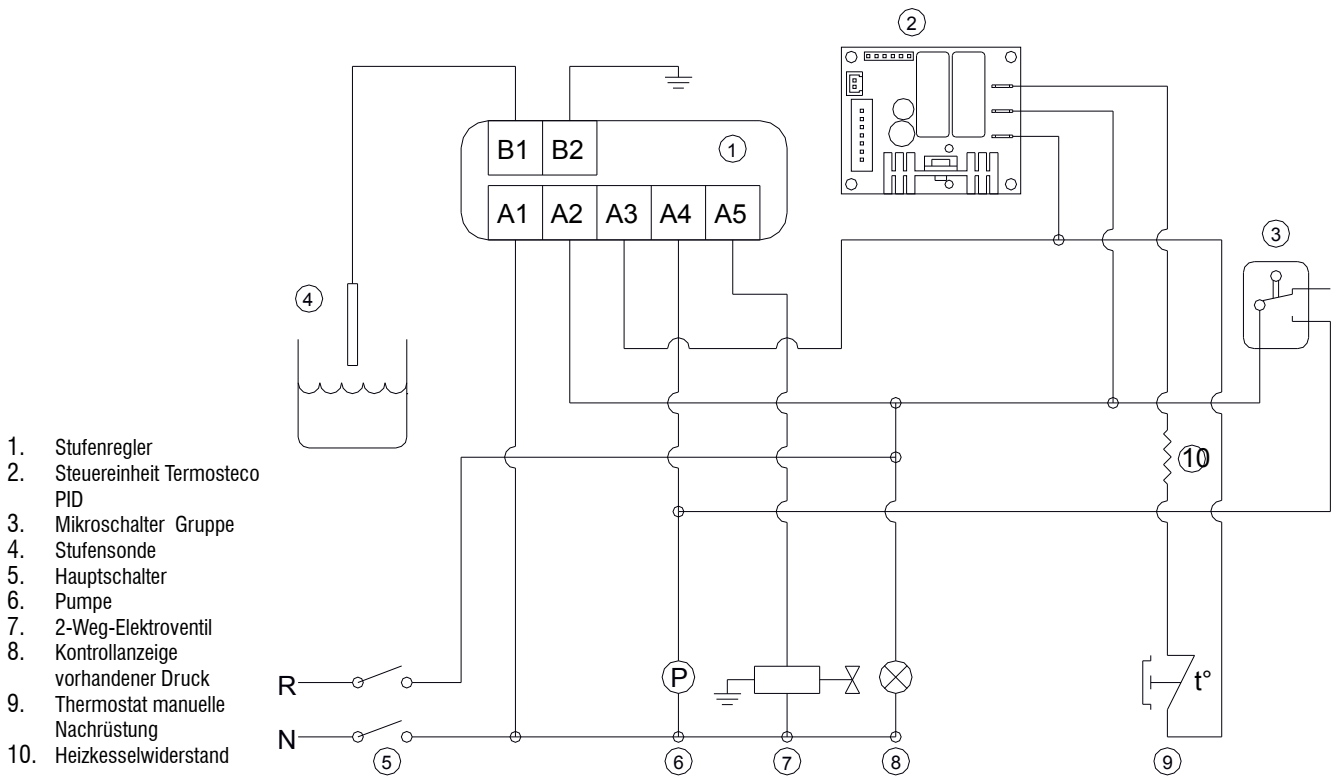 2
B1 B2 1
A1 A2 A3 A4 A5
3
4
10
1. Stufenregler
2. Steuereinheit Termosteco
PID
3. Mikroschalter Gruppe
4. Stufensonde
5. Hauptschalter
6. Pumpe
7. 2-Weg-Elektroventil
8. Kontrollanzeige
vorhandener Druck
9. Thermostat manuelle
Nachrüstung
10. Heizkesselwiderstand
R
P
t°
N
5 6 7 8 9